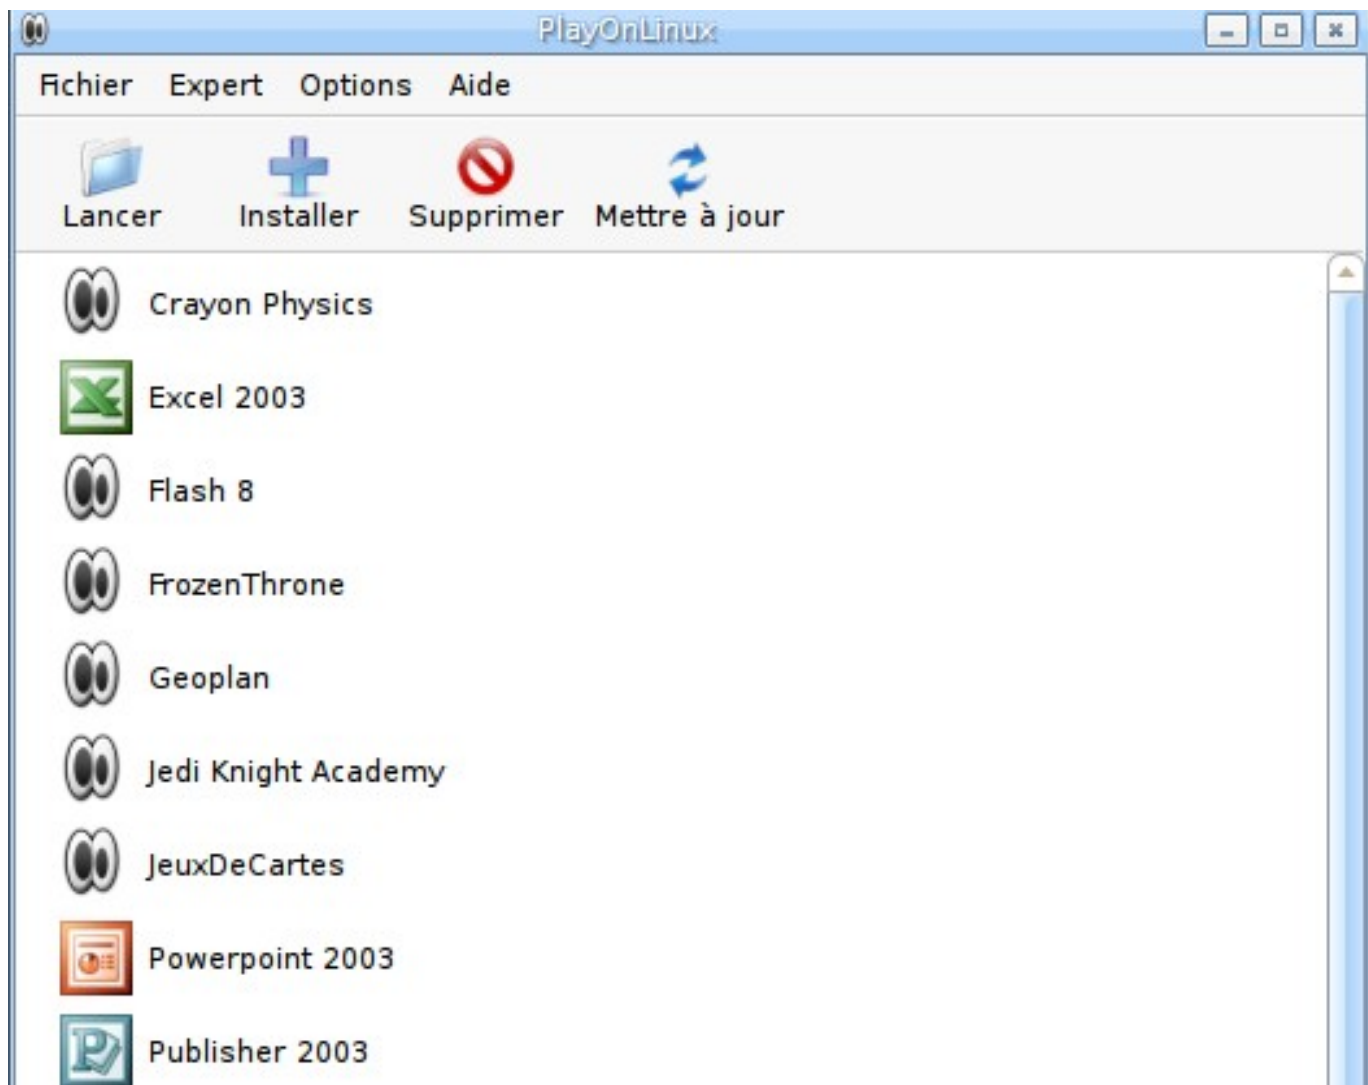 PlayOnLinux
Fichier Expert Options Aide
Lancer Installer Supprimer Mettre à jour
Crayon Physics
Excel 2003
Flash 8
FrozenThrone
Geoplan
Jedi Knight Academy
JeuxDeCartes
Powerpoint 2003
Publisher 2003